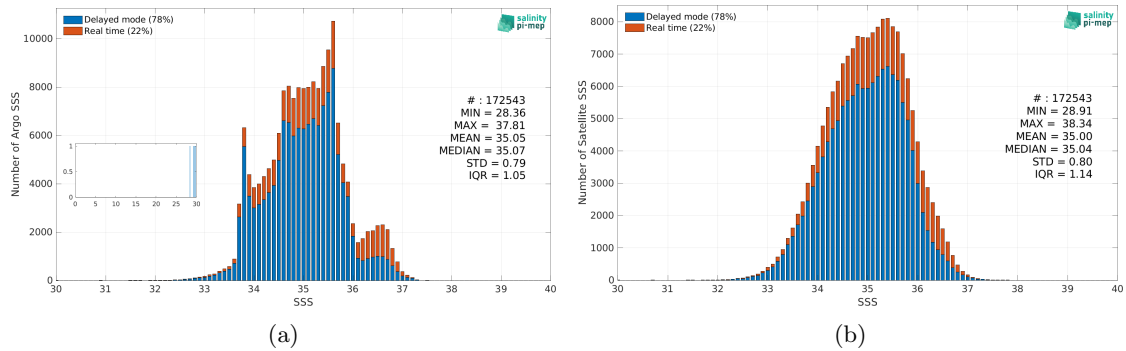 Delayed mode (78%)
Real time (22%)
salinity
pi-mep
10000
8000
6000
4000
2000
0
Number of Argo SSS
# : 172543
MIN = 28.36
MAX = 37.81
MEAN = 35.05
MEDIAN = 35.07
STD = 0.79
IQR = 1.05
1
0.5
0
0 5 10 15 20 25 30
30 31 32 33 34 35 36 37 38 39 40
SSS
(a)
Delayed mode (78%)
Real time (22%)
salinity
pi-mep
8000
7000
6000
5000
4000
3000
2000
1000
0
Number of Satellite SSS
# : 172543
MIN = 28.91
MAX = 38.34
MEAN = 35.00
MEDIAN = 35.04
STD = 0.80
IQR = 1.14
30 31 32 33 34 35 36 37 38 39 40
SSS
(b)